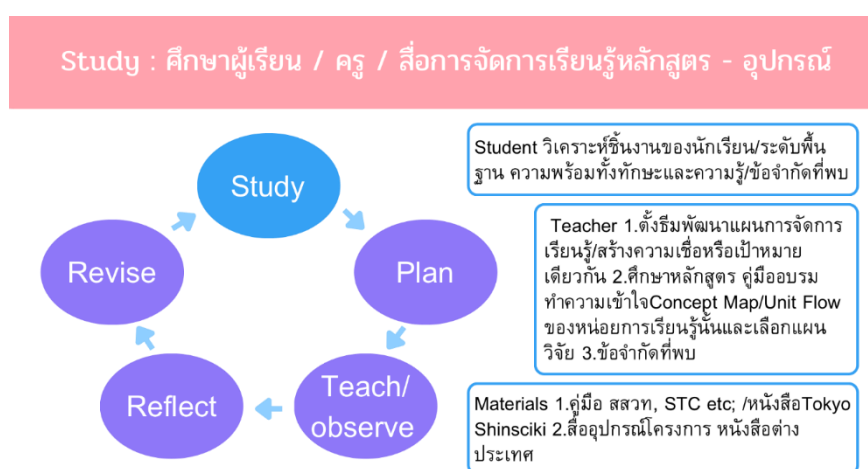 Study : ศึกษาผู้เรียน / ครู / สื่อการจัดการเรียนรู้หลักสูตร - อุปกรณ์
Study
Plan
Teach/
observe
Reflect
Revise
Student วิเคราะห์ชิ้นงานของนักเรียน/ระดับพื้น
ฐาน ความพร้อมทั้งทักษะและความรู้/ข้อจำกัดที่พบ
Teacher 1.ตั้งธีมพัฒนาแผนการจัดการ
เรียนรู้/สร้างความเชื่อหรือเป้าหมาย
เดียวกัน 2.ศึกษาหลักสูตร คู่มืออบรม
ทำความเข้าใจConcept Map/Unit Flow
ของหน่อยการเรียนรู้นั้นและเลือกแผน
วิจัย 3.ข้อจำกัดที่พบ
Materials 1.คู่มือ สสวท, STC etc; /หนังสือTokyo
Shinsciki 2.สื่ออุปกรณ์โครงการ หนังสือต่าง
ประเทศ